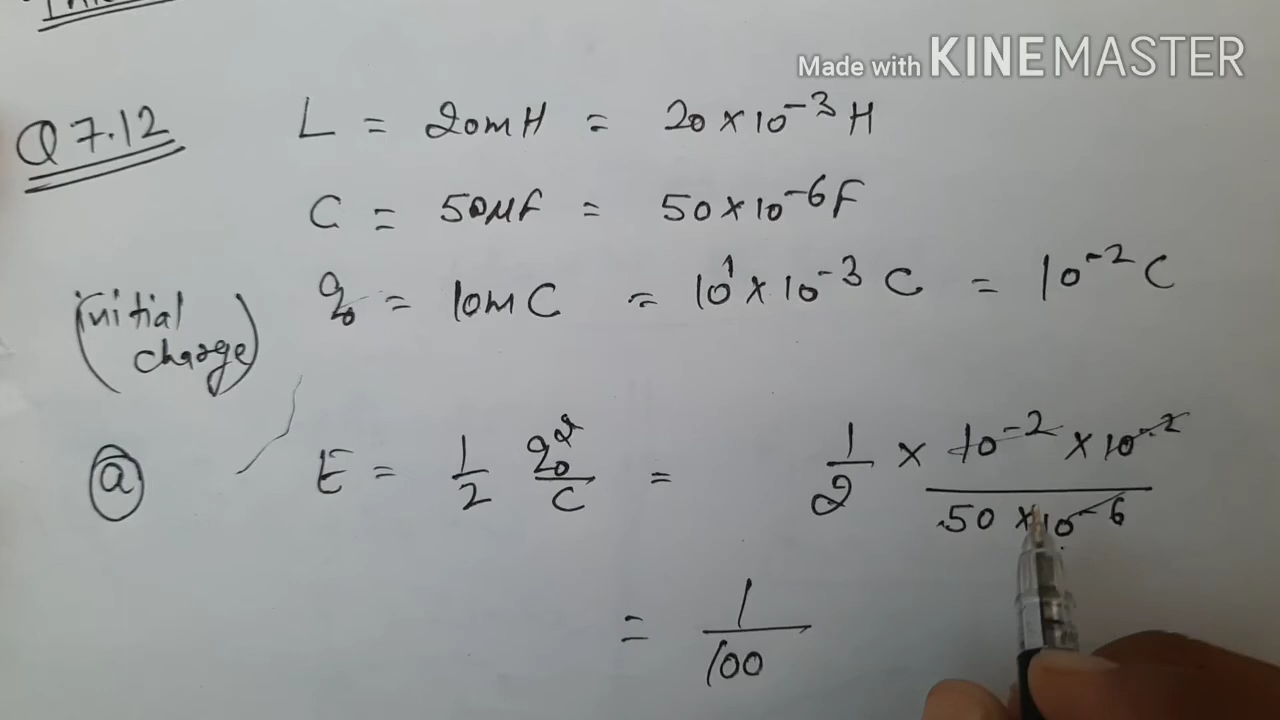 Made with KINEMASTER
Q 7.12
L = 20mH = 20 × 10⁻³ H
C = 50μF = 50 × 10⁻⁶ F
(initial charge) q₀ = 10mC = 10¹ × 10⁻³ C = 10⁻² C
(a) E = 1/2 q₀²/C = 1/2 × 10⁻² × 10⁻² / 50 × 10⁻⁶
= 1/100